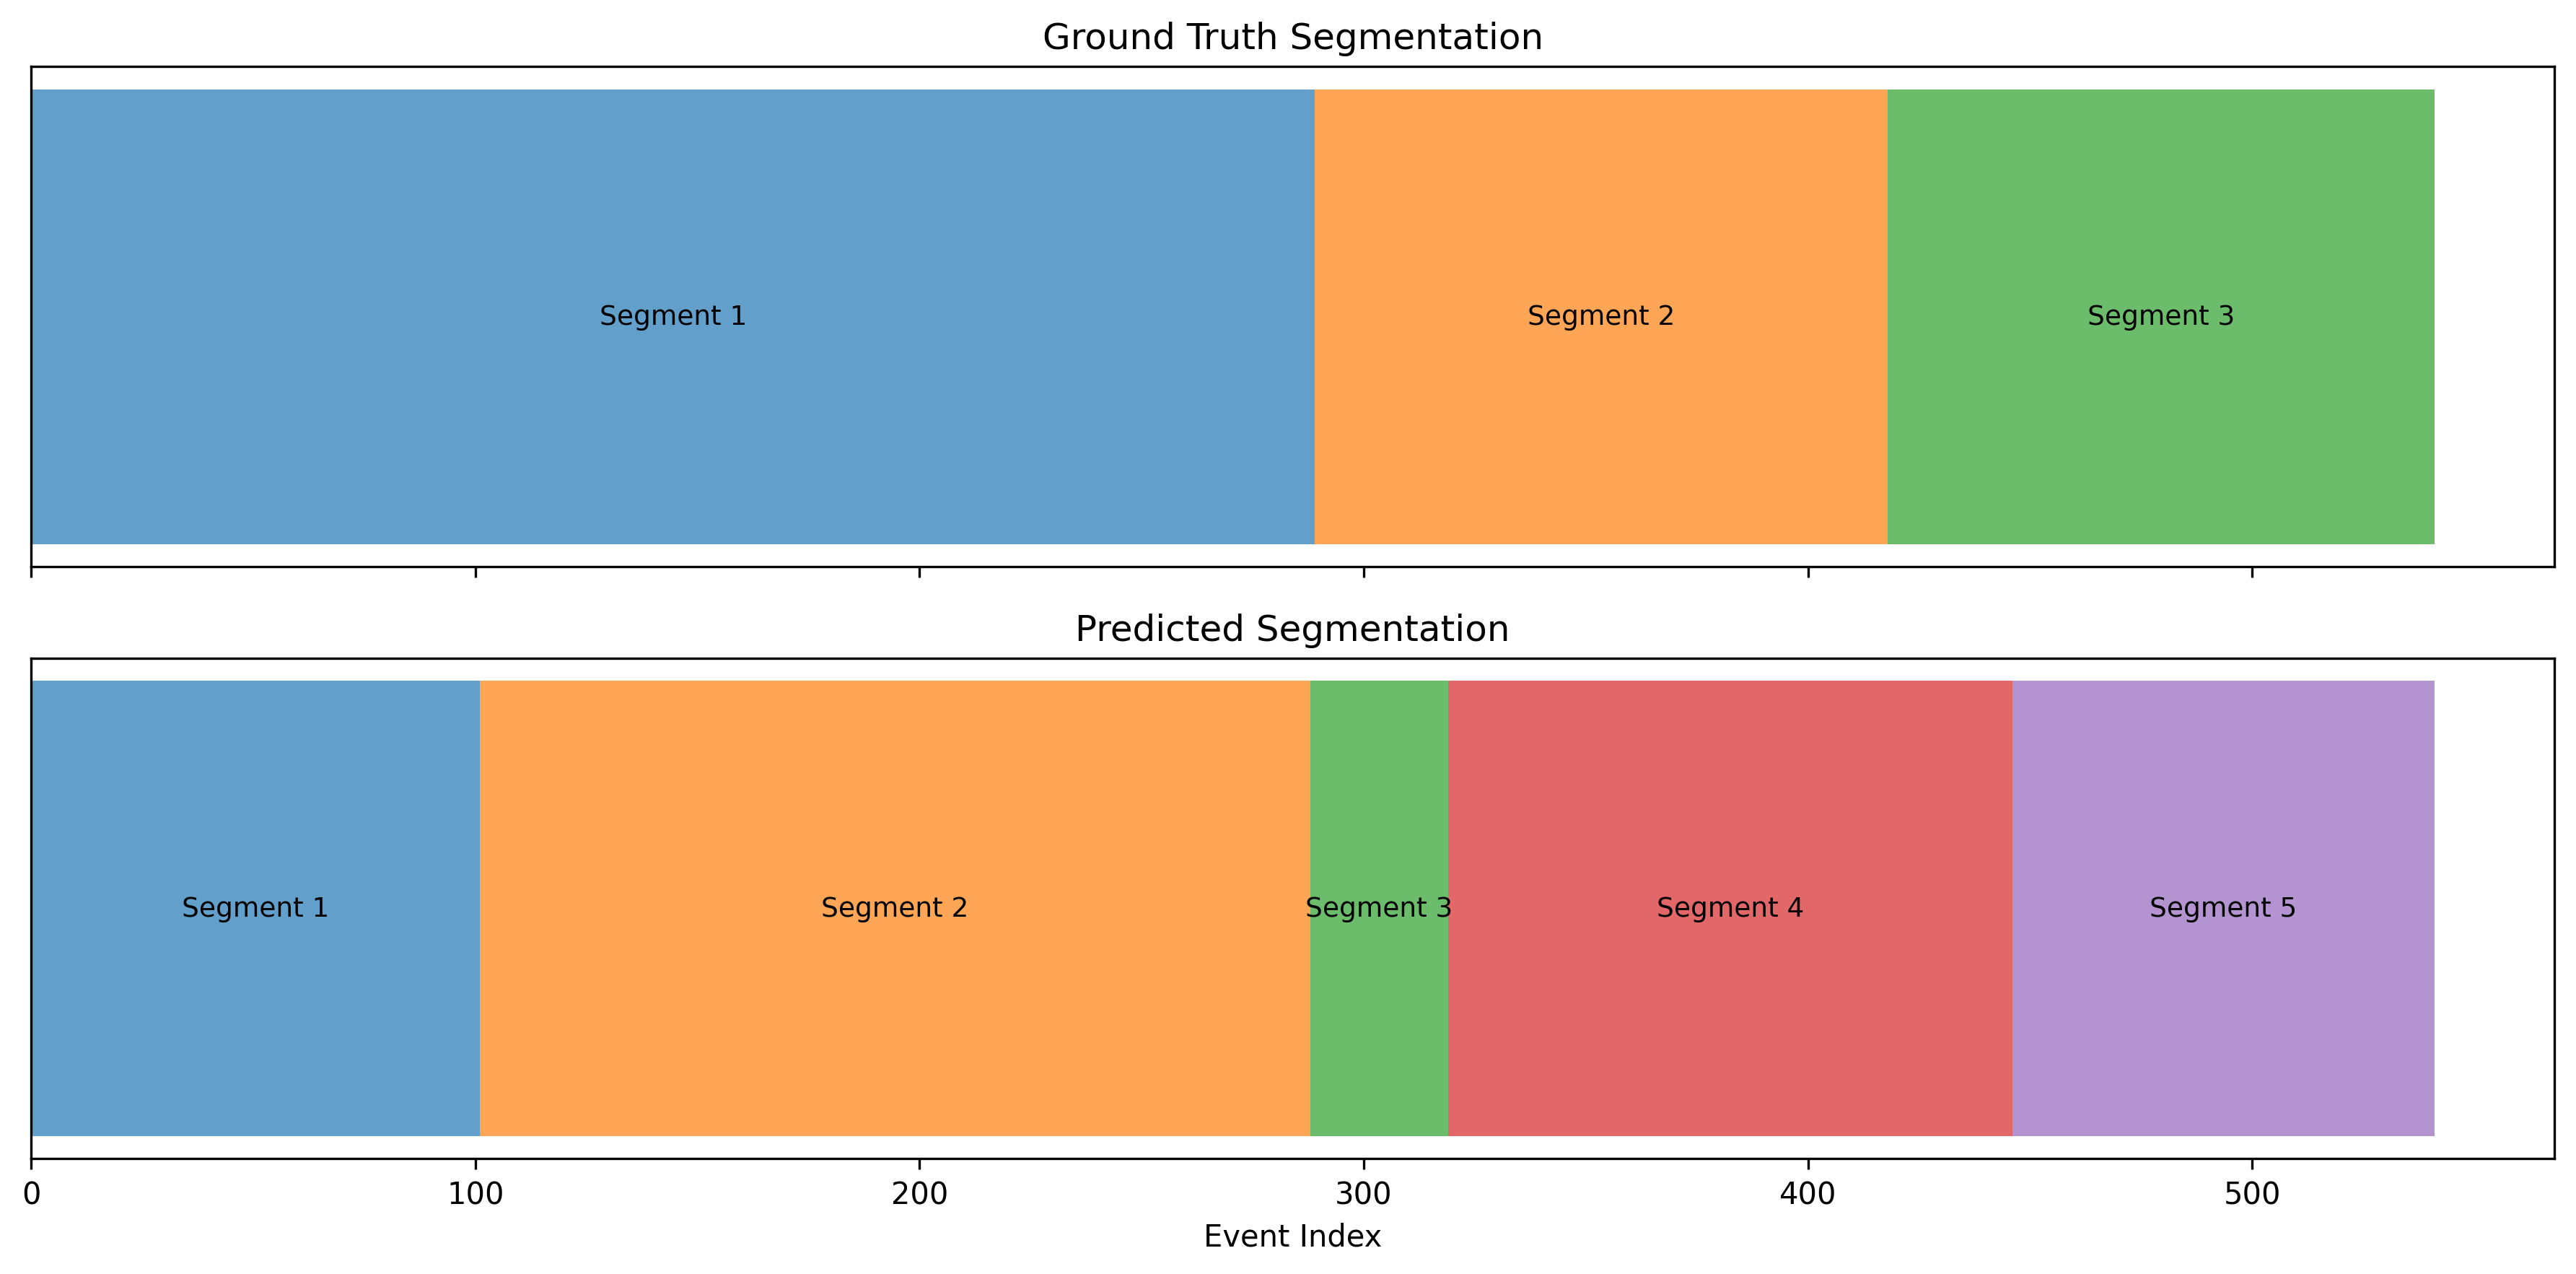 Ground Truth Segmentation
Segment 1 Segment 2 Segment 3
Predicted Segmentation
Segment 1 Segment 2 Segment 3 Segment 4 Segment 5
0 100 200 300 400 500
Event Index